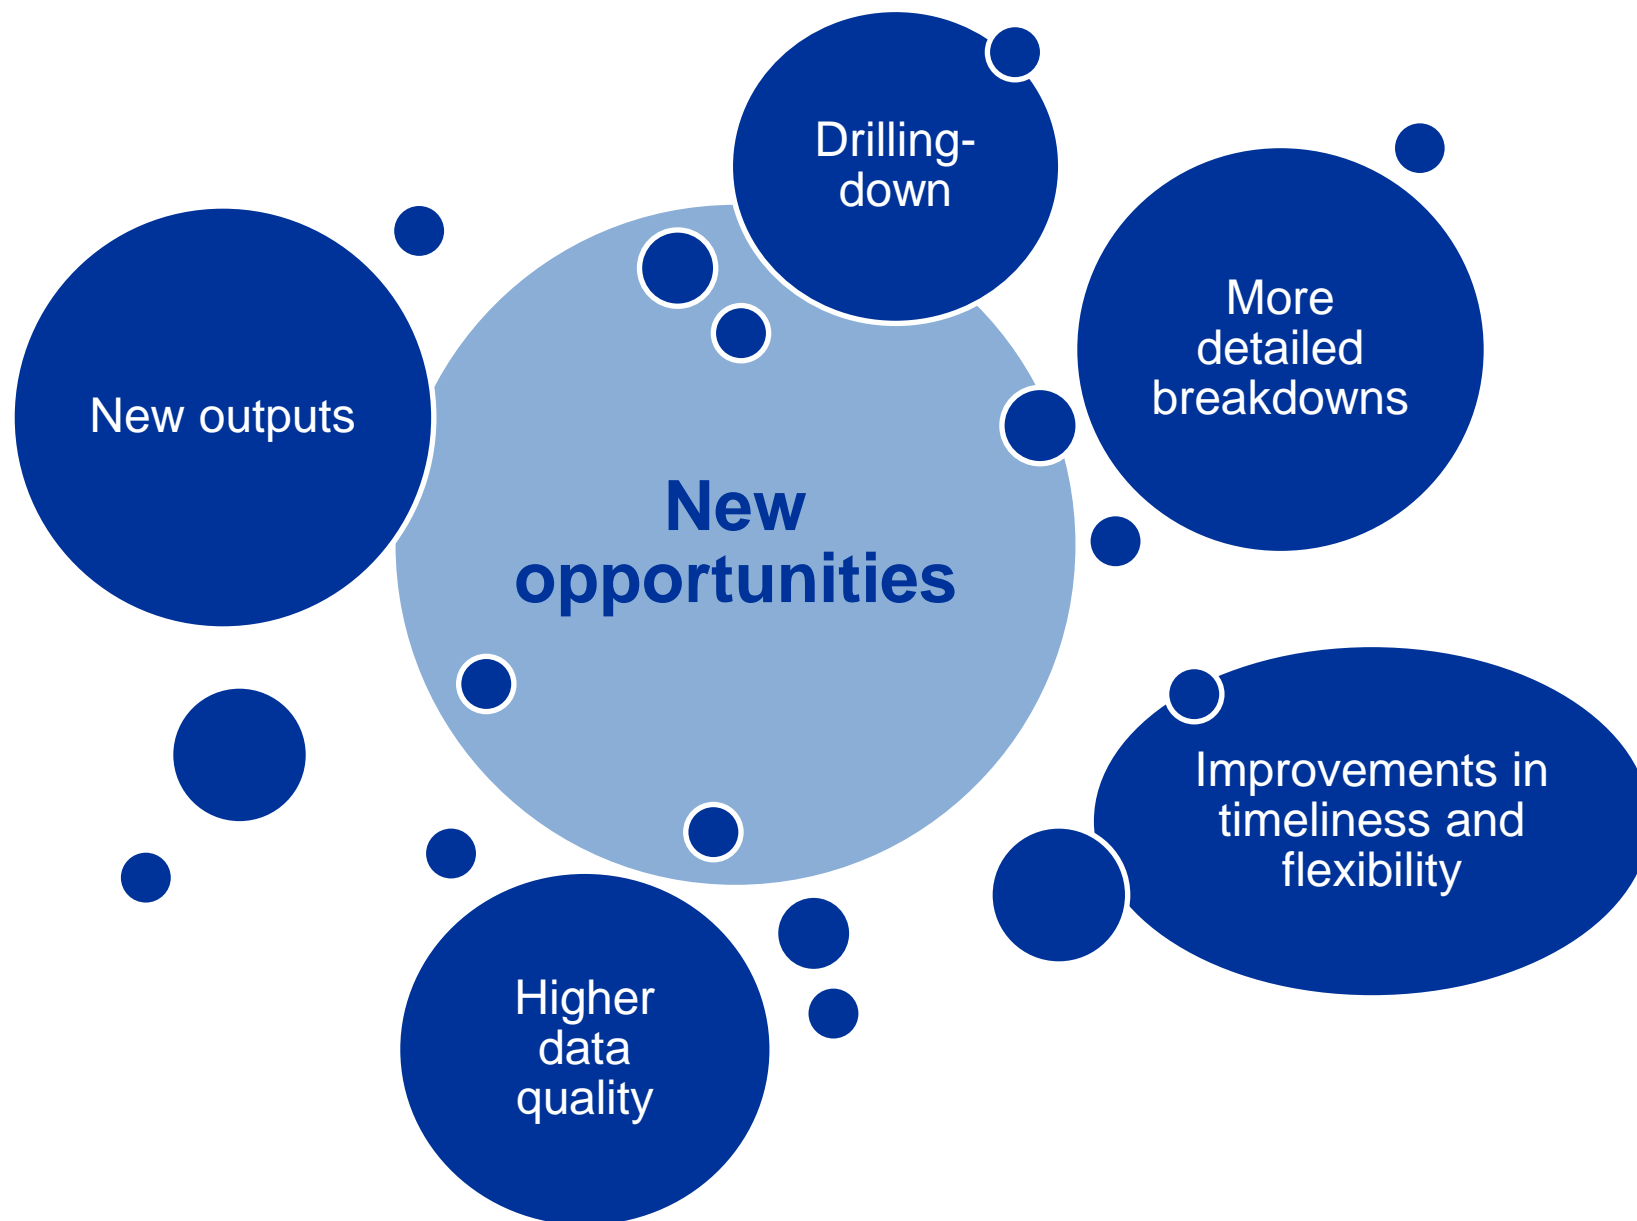 Drilling-
down
More
detailed
breakdowns
New outputs
New
opportunities
Improvements in
timeliness and
flexibility
Higher
data
quality